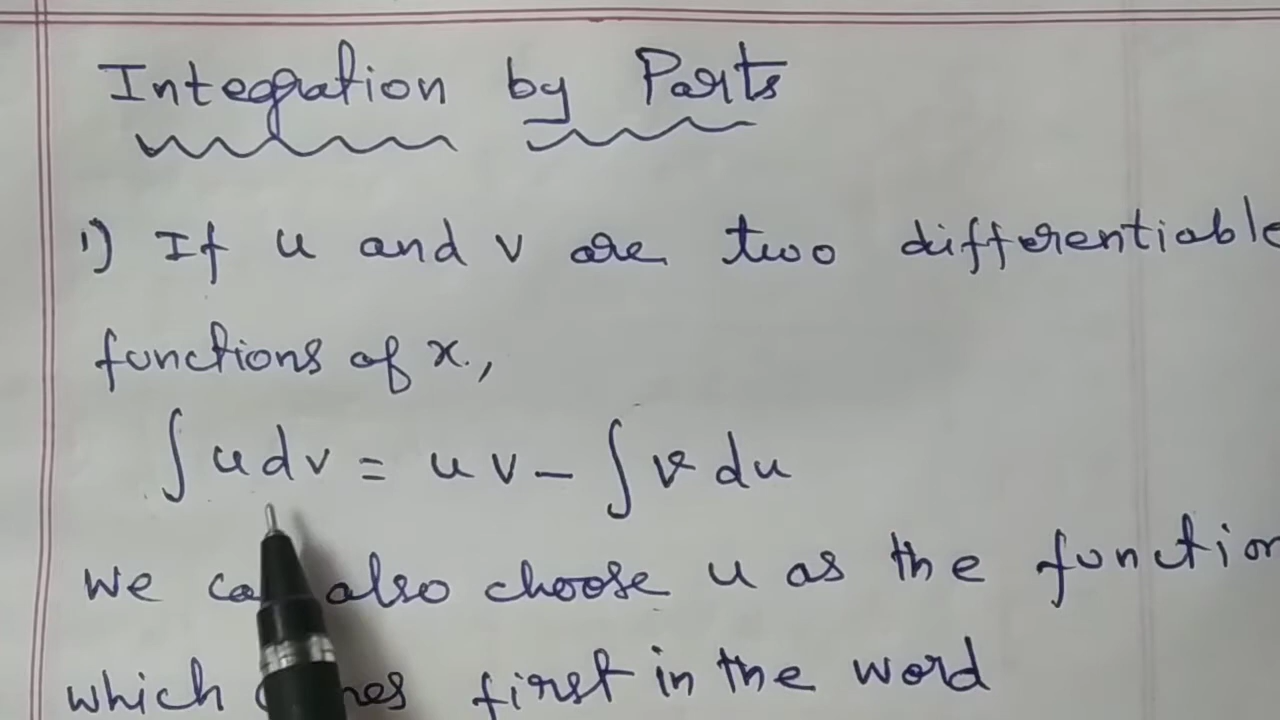 Integration by Parts
1) If u and v are two differentiable
functions of x,
∫ u dv = uv - ∫ v du
We also choose u as the function
which first in the word